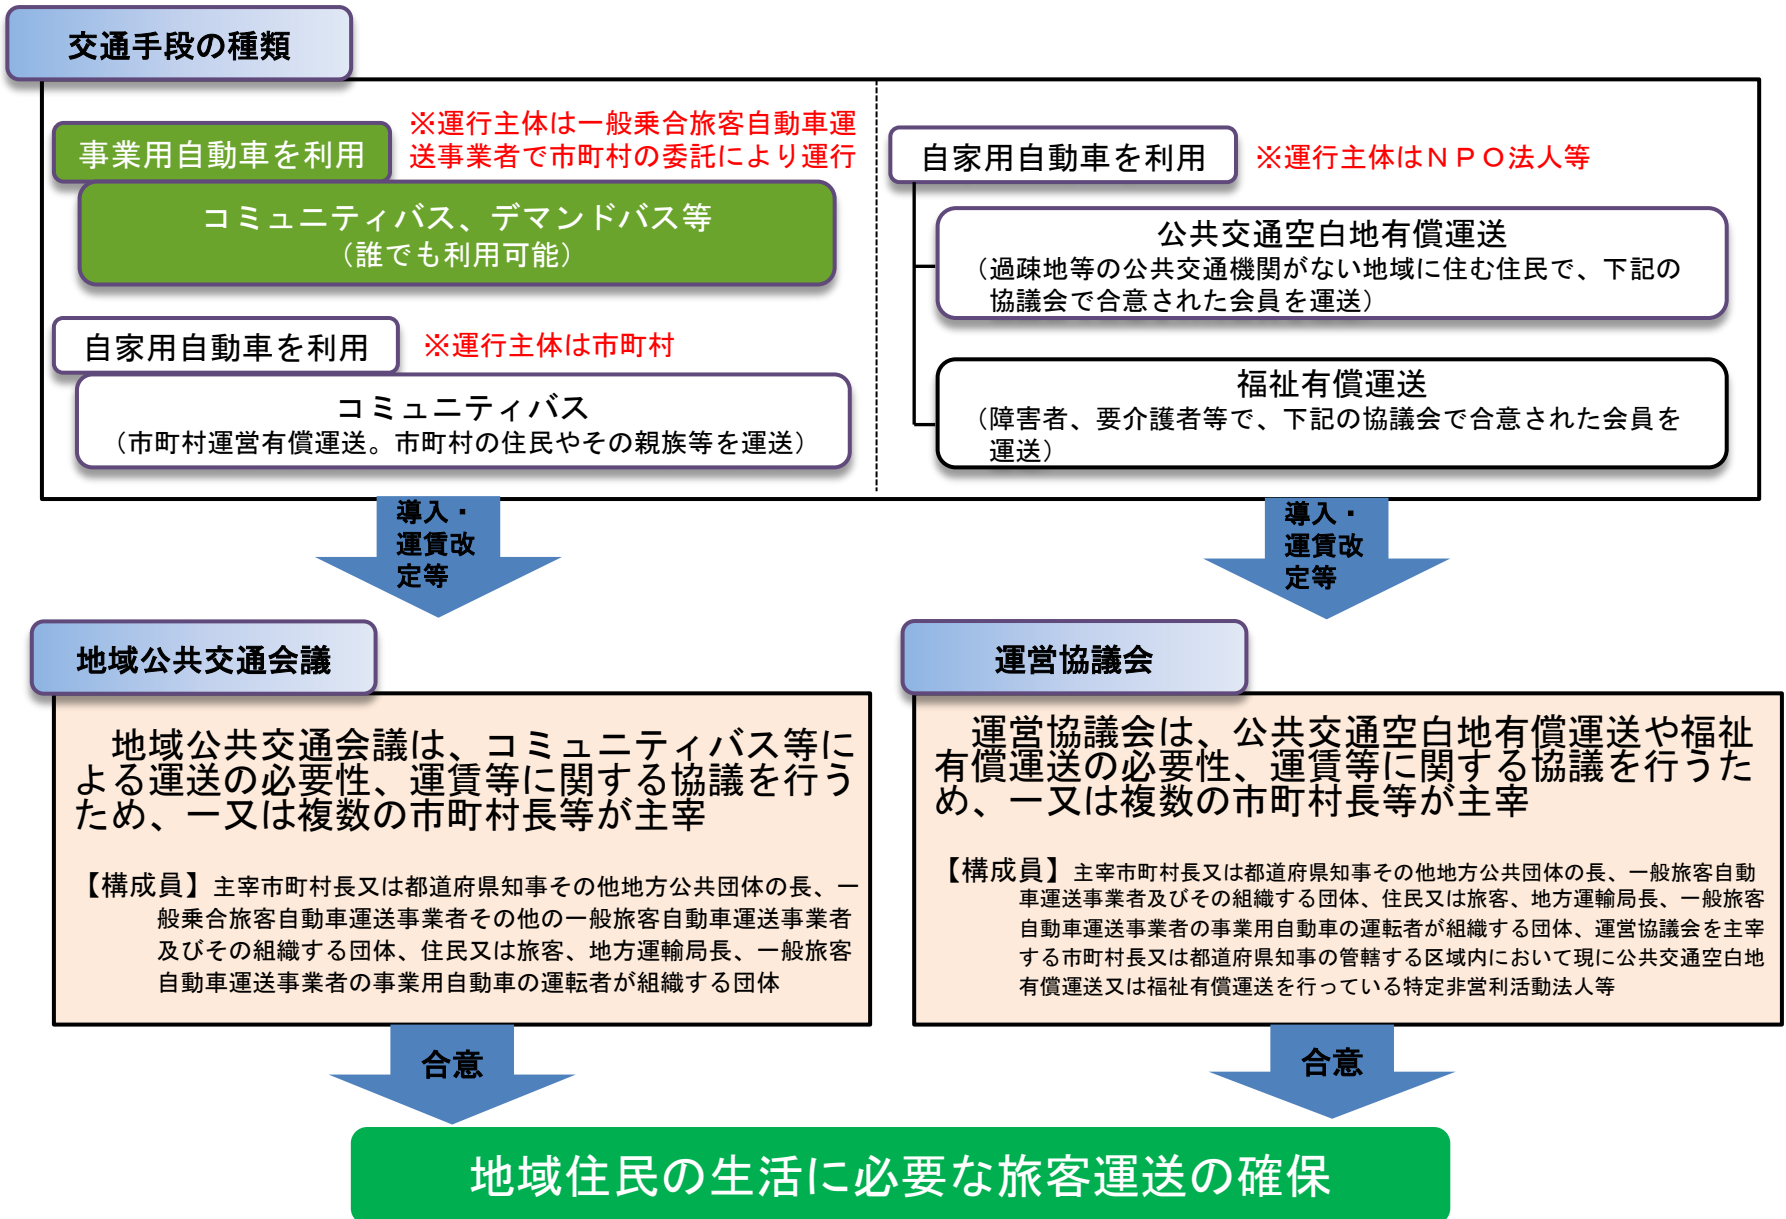 交通手段の種類
事業用自動車を利用
※運行主体は一般乗合旅客自動車運
送事業者で市町村の委託により運行
コミュニティバス、デマンドバス等
（誰でも利用可能）
自家用自動車を利用
※運行主体は市町村
コミュニティバス
（市町村運営有償運送。市町村の住民やその親族等を運送）
自家用自動車を利用
※運行主体はＮＰＯ法人等
公共交通空白地有償運送
（過疎地等の公共交通機関がない地域に住む住民で、下記の
協議会で合意された会員を運送）
福祉有償運送
（障害者、要介護者等で、下記の協議会で合意された会員を
運送）
導入・
運賃改
定等
導入・
運賃改
定等
地域公共交通会議
地域公共交通会議は、コミュニティバス等に
よる運送の必要性、運賃等に関する協議を行う
ため、一又は複数の市町村長等が主宰
【構成員】主宰市町村長又は都道府県知事その他地方公共団体の長、一
般乗合旅客自動車運送事業者その他の一般旅客自動車運送事業者
及びその組織する団体、住民又は旅客、地方運輸局長、一般旅客
自動車運送事業者の事業用自動車の運転者が組織する団体
運営協議会
運営協議会は、公共交通空白地有償運送や福祉
有償運送の必要性、運賃等に関する協議を行うた
め、一又は複数の市町村長等が主宰
【構成員】主宰市町村長又は都道府県知事その他地方公共団体の長、一般旅客自動
車運送事業者及びその組織する団体、住民又は旅客、地方運輸局長、一般旅客
自動車運送事業者の事業用自動車の運転者が組織する団体、運営協議会を主宰
する市町村長又は都道府県知事の管轄する区域内において現に公共交通空白地
有償運送又は福祉有償運送を行っている特定非営利活動法人等
合意
合意
地域住民の生活に必要な旅客運送の確保